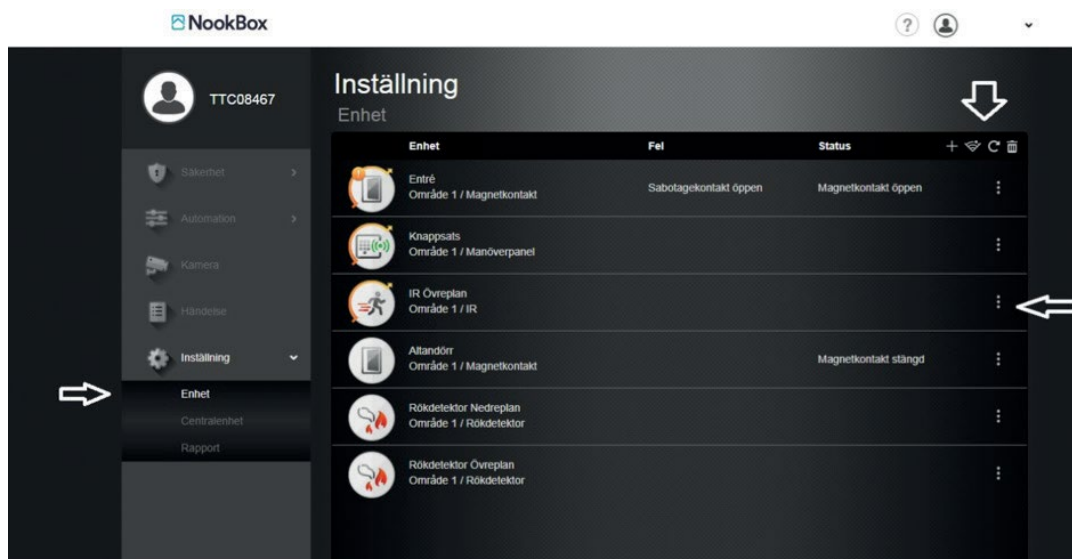 NookBox
?
TTC08467
Säkerhet
Automation
Kamera
Händelse
Inställning
Enhet
Centralenhet
Rapport
Inställning
Enhet
Enhet Fel Status
Entré
Område 1 / Magnetkontakt Sabotagekontakt öppen Magnetkontakt öppen
Knappsats
Område 1 / Manöverpanel
IR Övreplan
Område 1 / IR
Altandörr
Område 1 / Magnetkontakt Magnetkontakt stängd
Rökdetektor Nedreplan
Område 1 / Rökdetektor
Rökdetektor Övreplan
Område 1 / Rökdetektor